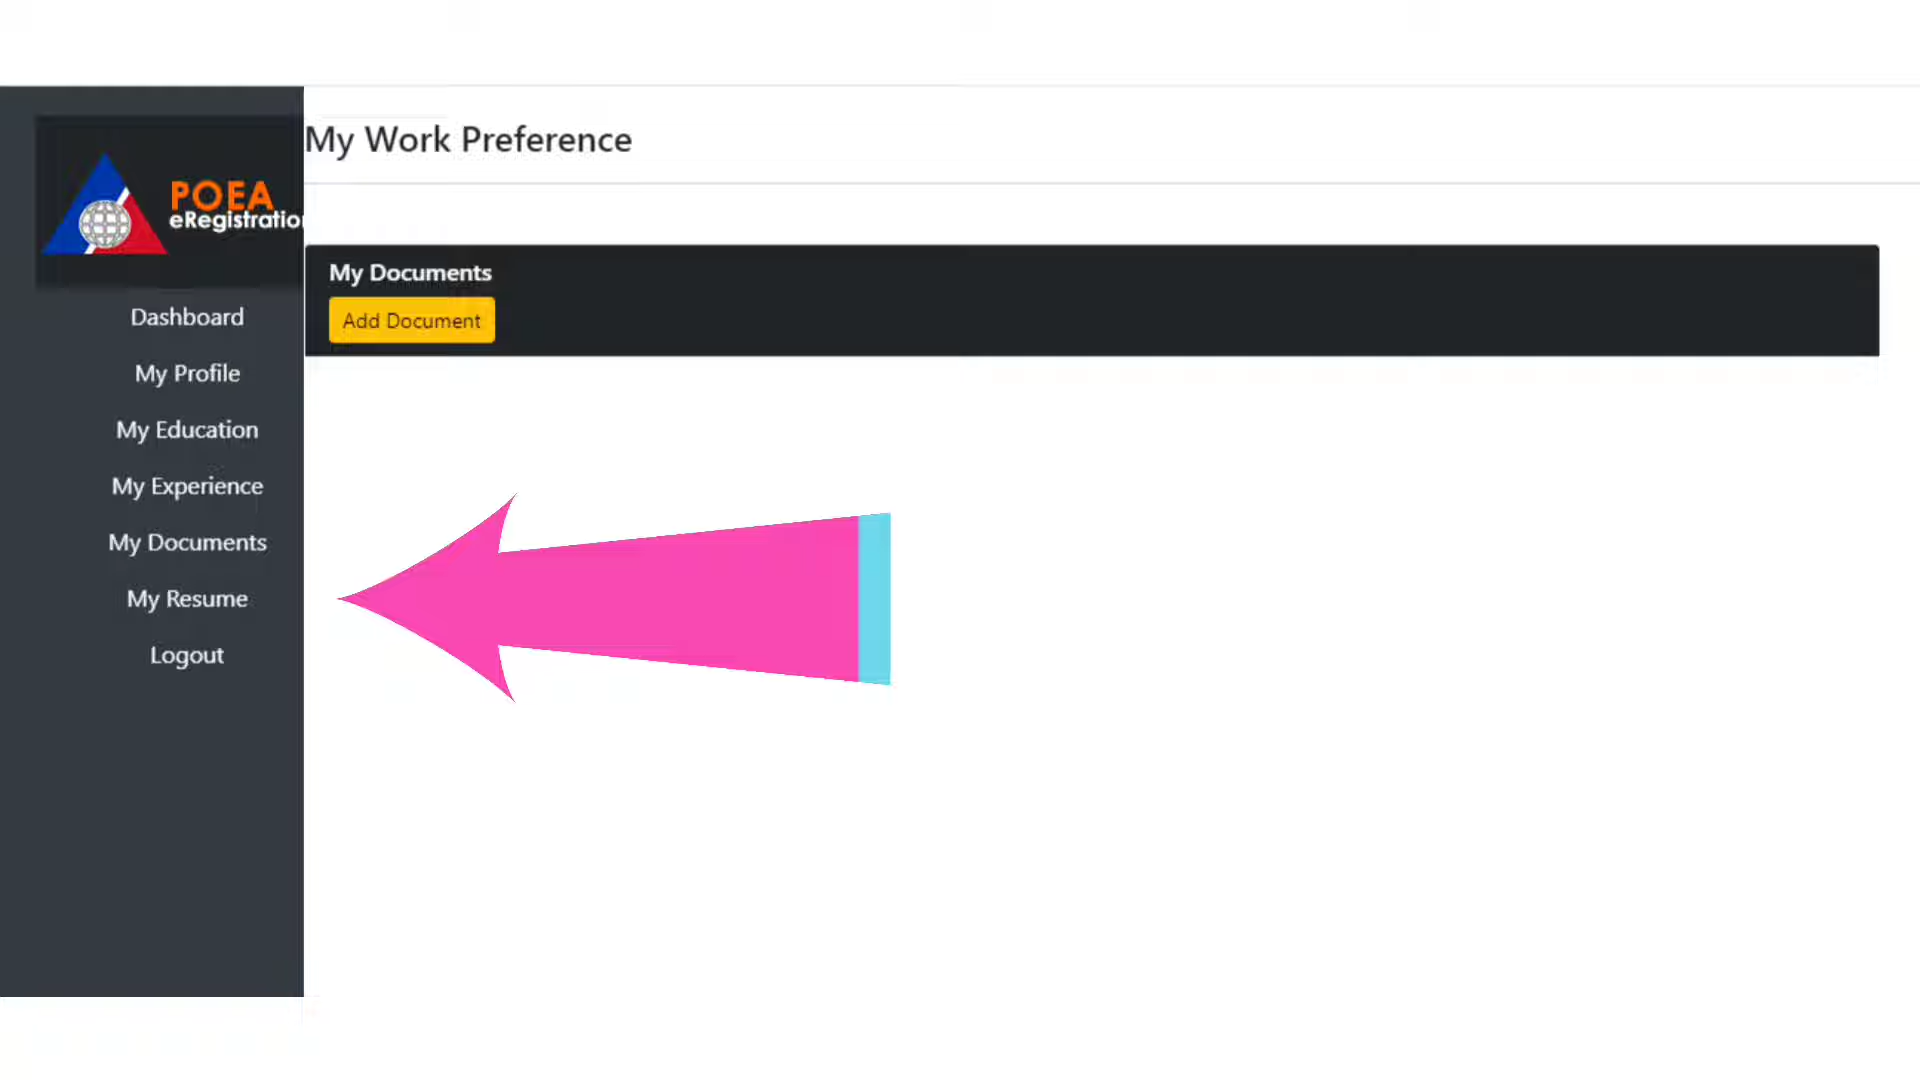 My Work Preference
POEA
eRegistration
My Documents
Add Document
Dashboard
My Profile
My Education
My Experience
My Documents
My Resume
Logout